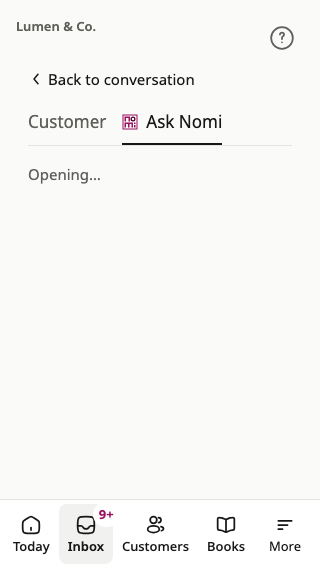 Lumen & Co.
Back to conversation
Customer
Ask Nomi
Opening...
9+
Today
Inbox
Customers
Books
More